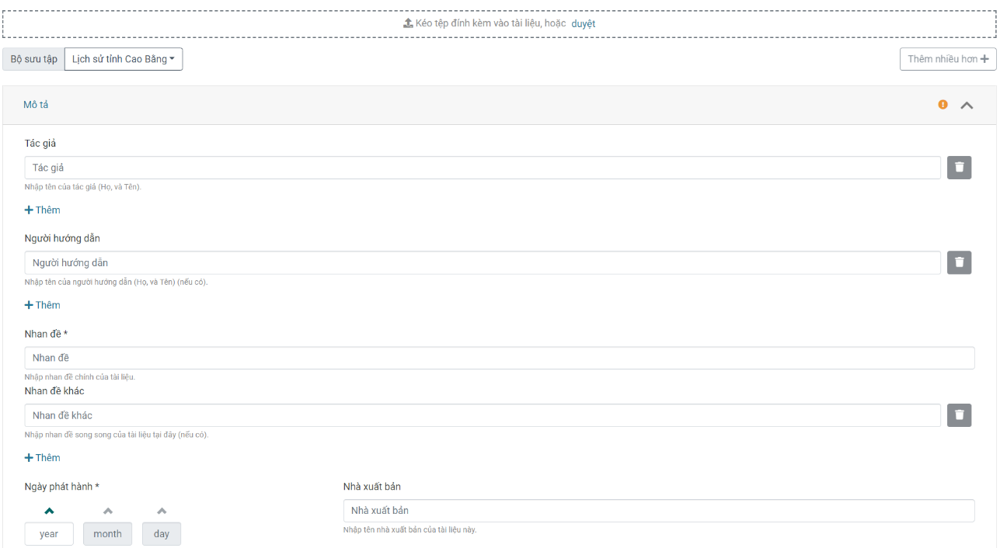 Kéo tệp đính kèm vào tài liệu, hoặc duyệt
Bộ sưu tập Lịch sử tỉnh Cao Bằng Thêm nhiều hơn
Mô tả
Tác giả
Tác giả
Nhập tên của tác giả (Họ, và Tên).
Thêm
Người hướng dẫn
Người hướng dẫn
Nhập tên của người hướng dẫn (Họ, và Tên) (nếu có).
Thêm
Nhan đề *
Nhan đề
Nhập nhan đề chính của tài liệu.
Nhan đề khác
Nhan đề khác
Nhập nhan đề song song của tài liệu tại đây (nếu có).
Thêm
Ngày phát hành * Nhà xuất bản
Nhà xuất bản
year month day
Nhập tên nhà xuất bản của tài liệu này.